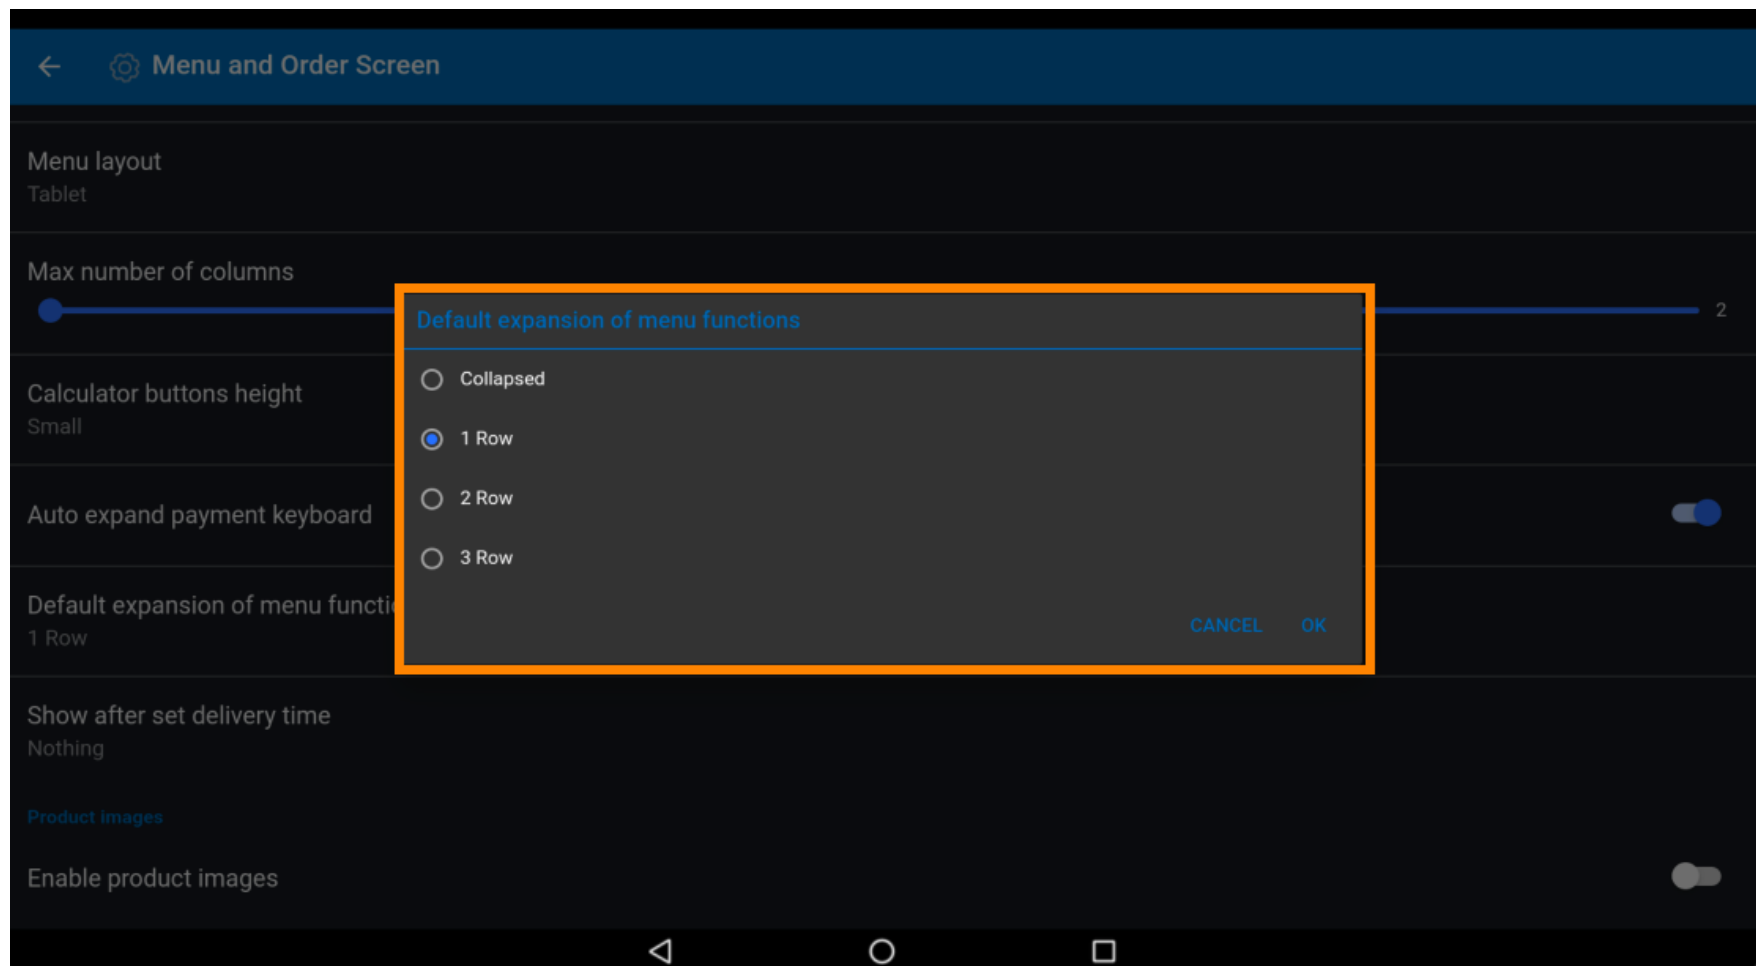 Menu and Order Screen
Menu layout
Tablet
Max number of columns
2
Default expansion of menu functions
Collapsed
1 Row
2 Row
3 Row
CANCEL OK
Calculator buttons height
Small
Auto expand payment keyboard
Default expansion of menu functi
1 Row
Show after set delivery time
Nothing
Product images
Enable product images